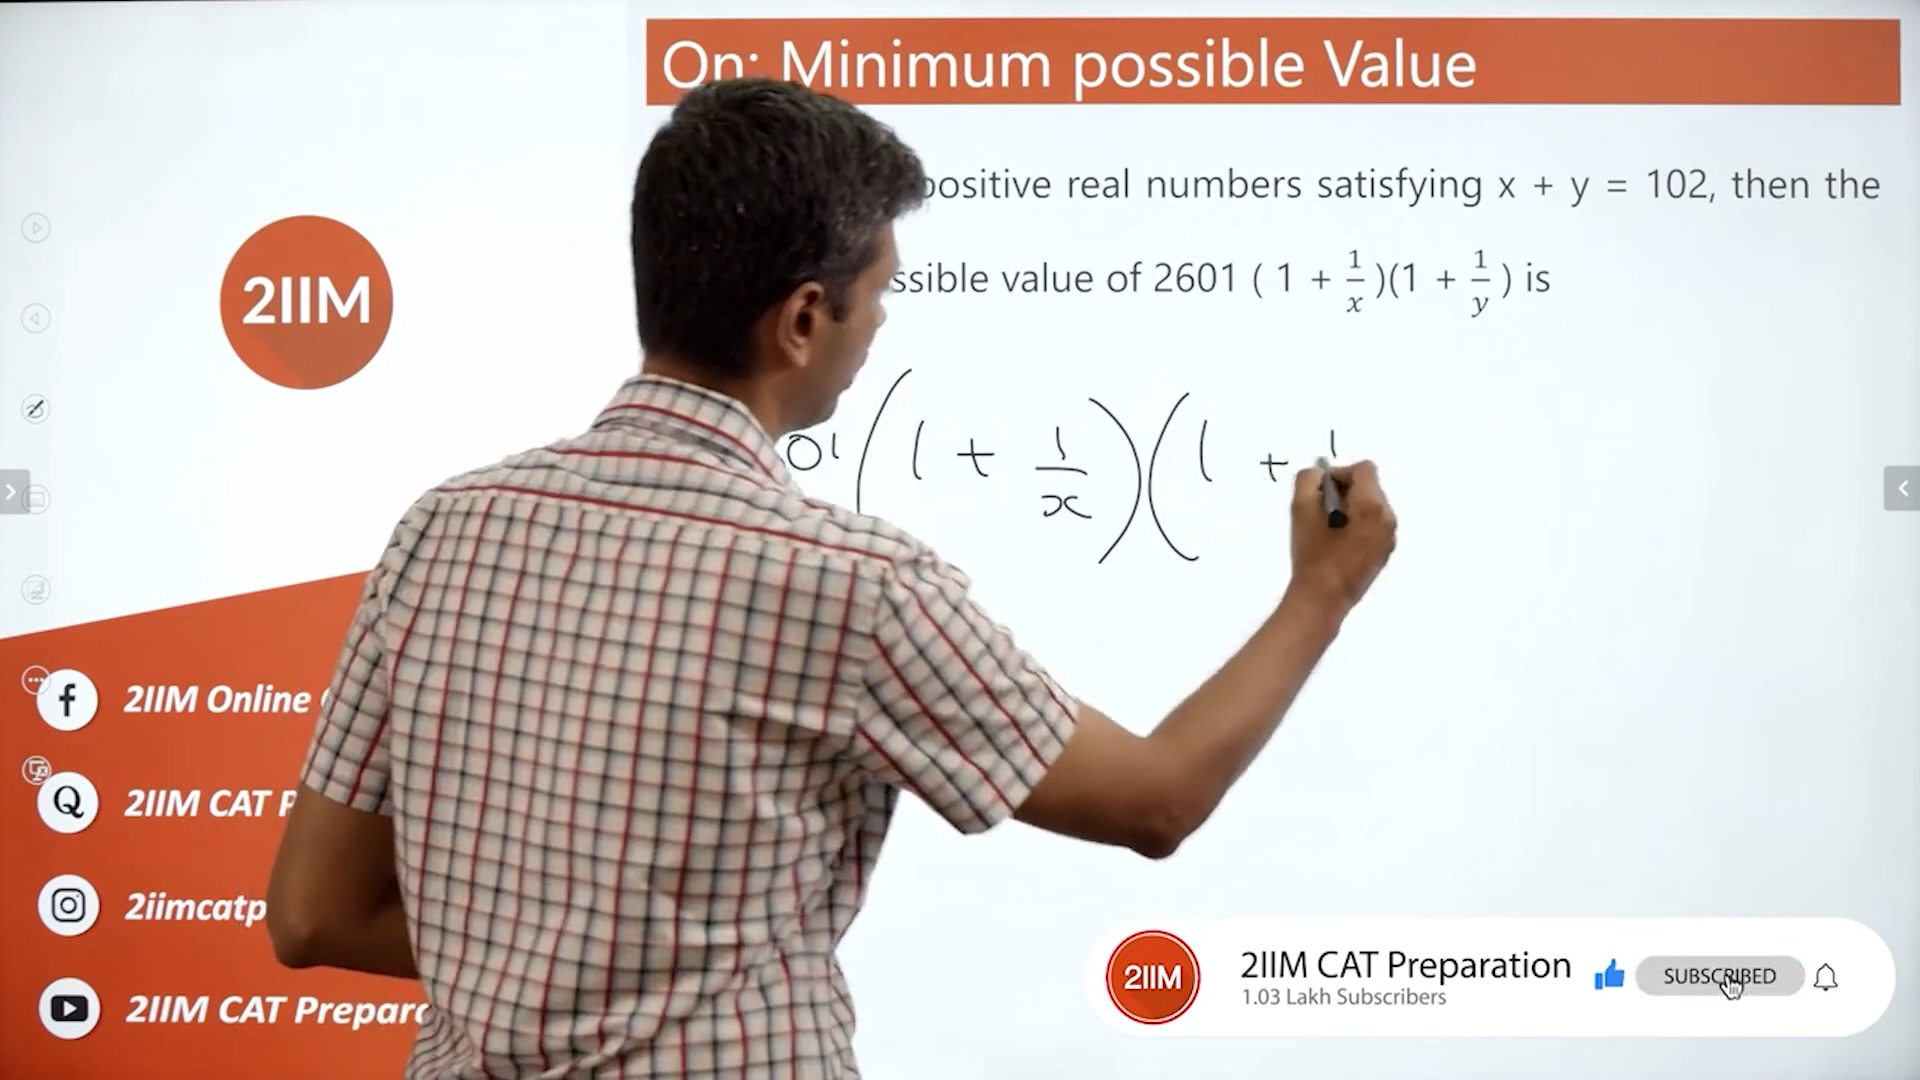 On: Minimum possible Value
positive real numbers satisfying x + y = 102, then the
ssible value of 2601 ( 1 + 1/x )(1 + 1/y ) is
2IIM
01 ( 1 + 1/x ) ( 1 + 1
2IIM Online
2IIM CAT P
2iimcatp
2IIM CAT Prepar
2IIM
2IIM CAT Preparation
1.03 Lakh Subscribers
SUBSCRIBED